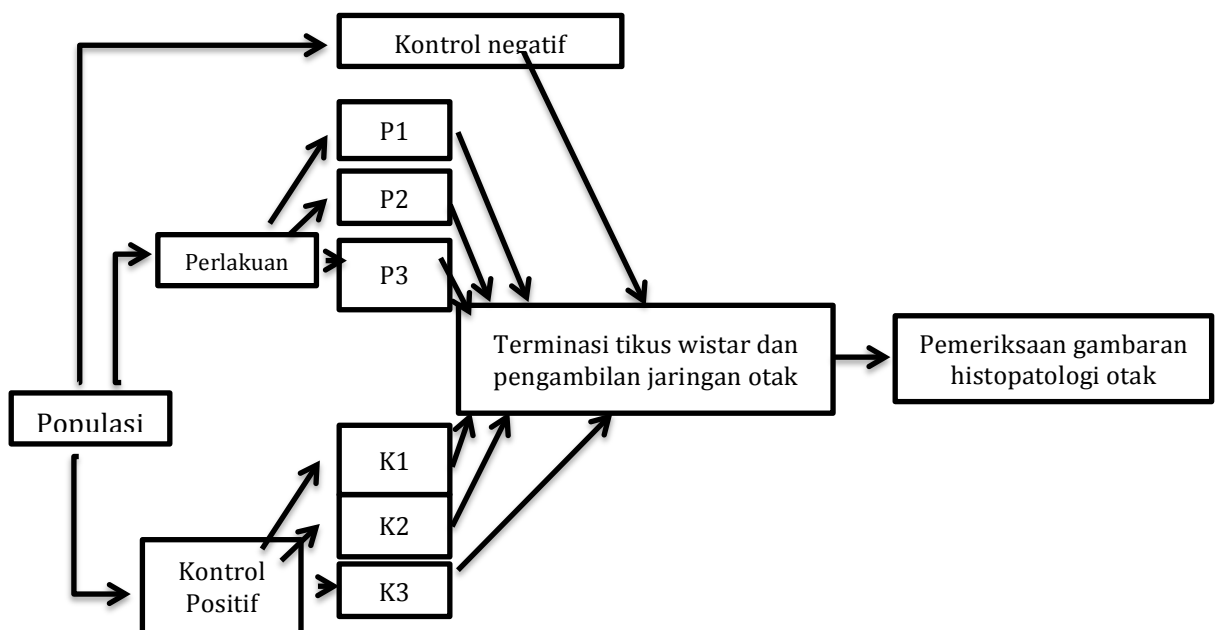 Kontrol negatif
P1
P2
Perlakuan
P3
Terminasi tikus wistar dan
pengambilan jaringan otak
Pemeriksaan gambaran
histopatologi otak
Populasi
K1
K2
Kontrol
Positif
K3